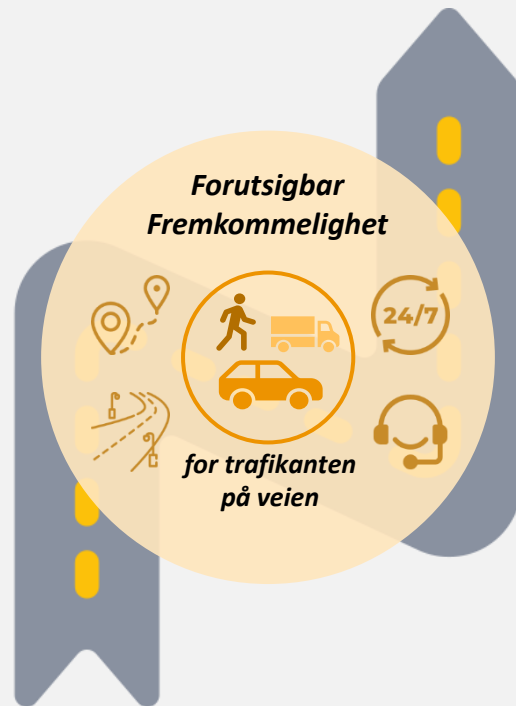 Forutsigbar
Fremkommelighet
24/7
for trafikanten
på veien